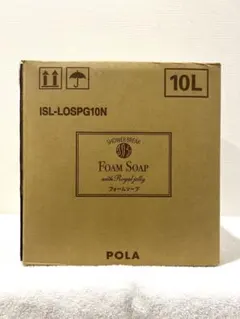 10L
ISL-LOSPG10N
SHOWER BREAK
FOAM SOAP
with Royal jelly
フォームソープ
POLA